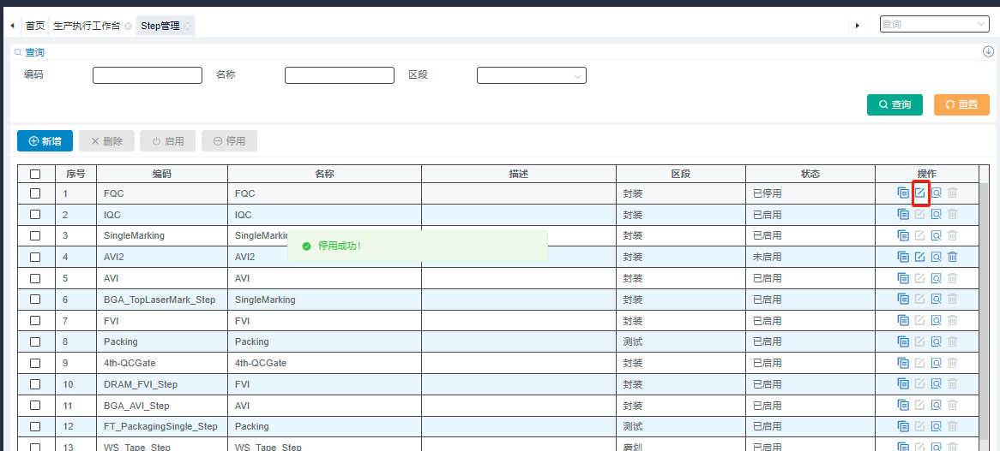 首页 生产执行工作台 Step管理 查询
查询
编码 名称 区段
查询 重置
新增 删除 启用 停用
序号 编码 名称 描述 区段 状态 操作
1 FQC FQC 封装 已停用
2 IQC IQC 封装 已启用
3 SingleMarking SingleMarkin 封装 已启用
停用成功!
4 AVI2 AVI2 封装 未启用
5 AVI AVI 封装 已启用
6 BGA_TopLaserMark_Step SingleMarking 封装 已启用
7 FVI FVI 封装 已启用
8 Packing Packing 测试 已启用
9 4th-QCGate 4th-QCGate 封装 已启用
10 DRAM_FVI_Step FVI 封装 已启用
11 BGA_AVI_Step AVI 封装 已启用
12 FT_PackagingSingle_Step Packing 测试 已启用
13 WS_Tape_Step WS_Tape_Step 磨划 已启用